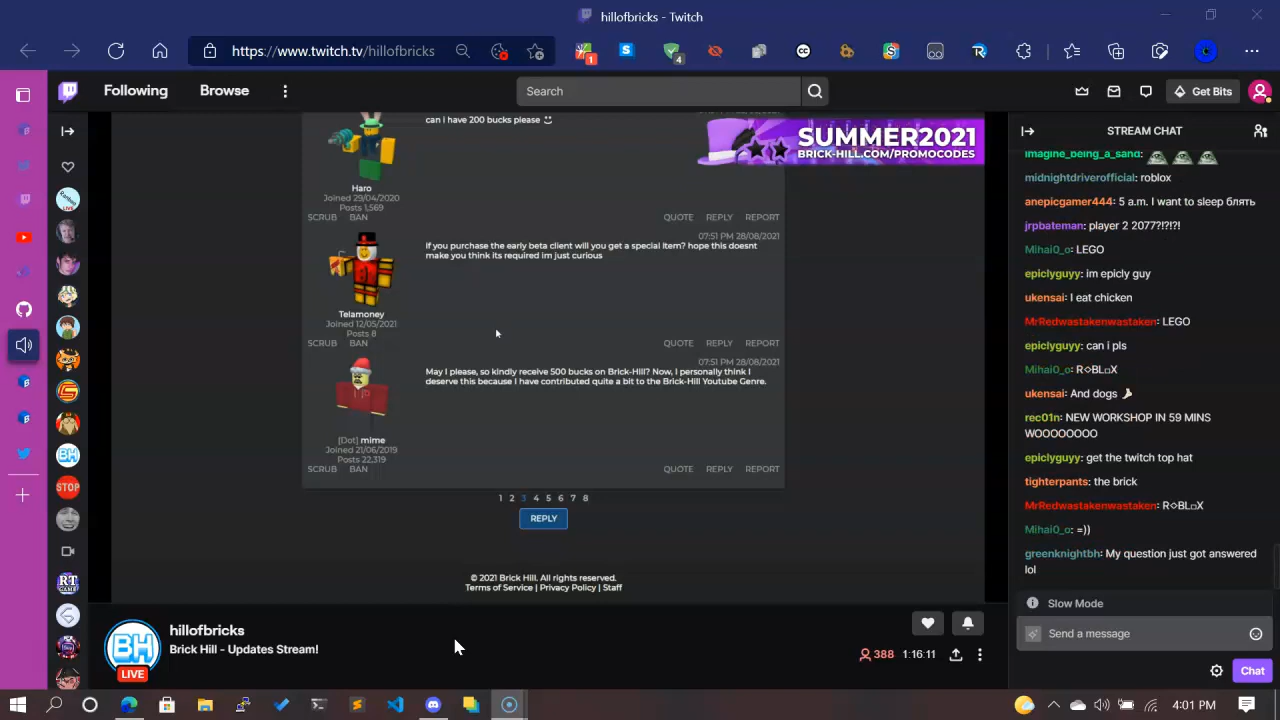 hillofbricks - Twitch
https://www.twitch.tv/hillofbricks
1
4
Following
Browse
Search
Get Bits
can i have 200 bucks please
Haro
Joined 29/04/2020
Posts 1,569
SCRUB BAN
QUOTE REPLY REPORT
SUMMER2021
BRICK-HILL.COM/PROMOCODES
07:51 PM 28/08/2021
If you purchase the early beta client will you get a special item? hope this doesnt
make you think its required im just curious
Telamoney
Joined 12/05/2021
Posts 8
SCRUB BAN
QUOTE REPLY REPORT
07:51 PM 28/08/2021
May I please, so kindly receive 500 bucks on Brick-Hill? Now, I personally think I
deserve this because I have contributed quite a bit to the Brick-Hill Youtube Genre.
[Dot] mime
Joined 21/06/2019
Posts 22,319
SCRUB BAN
QUOTE REPLY REPORT
1 2 3 4 5 6 7 8
REPLY
© 2021 Brick Hill. All rights reserved.
Terms of Service | Privacy Policy | Staff
BH
LIVE
hillofbricks
Brick Hill - Updates Stream!
388
1:16:11
STREAM CHAT
imagine_being_a_sand:
midnightdriverofficial: roblox
anepicgamer444: 5 a.m. I want to sleep блять
jrpbateman: player 2 2077?!?!?!
Mihai0_o: LEGO
epiclyguyy: im epicly guy
ukensai: I eat chicken
MrRedwastakenwastaken: LEGO
epiclyguyy: can i pls
Mihai0_o: R◇BL□X
ukensai: And dogs
rec01n: NEW WORKSHOP IN 59 MINS
WOOOOOOOO
epiclyguyy: get the twitch top hat
tighterpants: the brick
MrRedwastakenwastaken: R◇BL□X
Mihai0_o: =))
greenknightbh: My question just got answered
lol
Slow Mode
Send a message
Chat
STOP
RT
4:01 PM